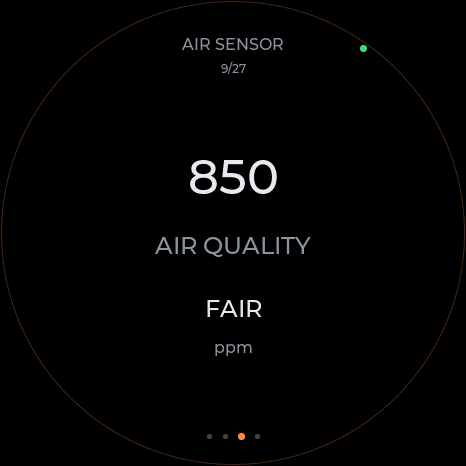 AIR SENSOR
9/27
850
AIR QUALITY
FAIR
ppm